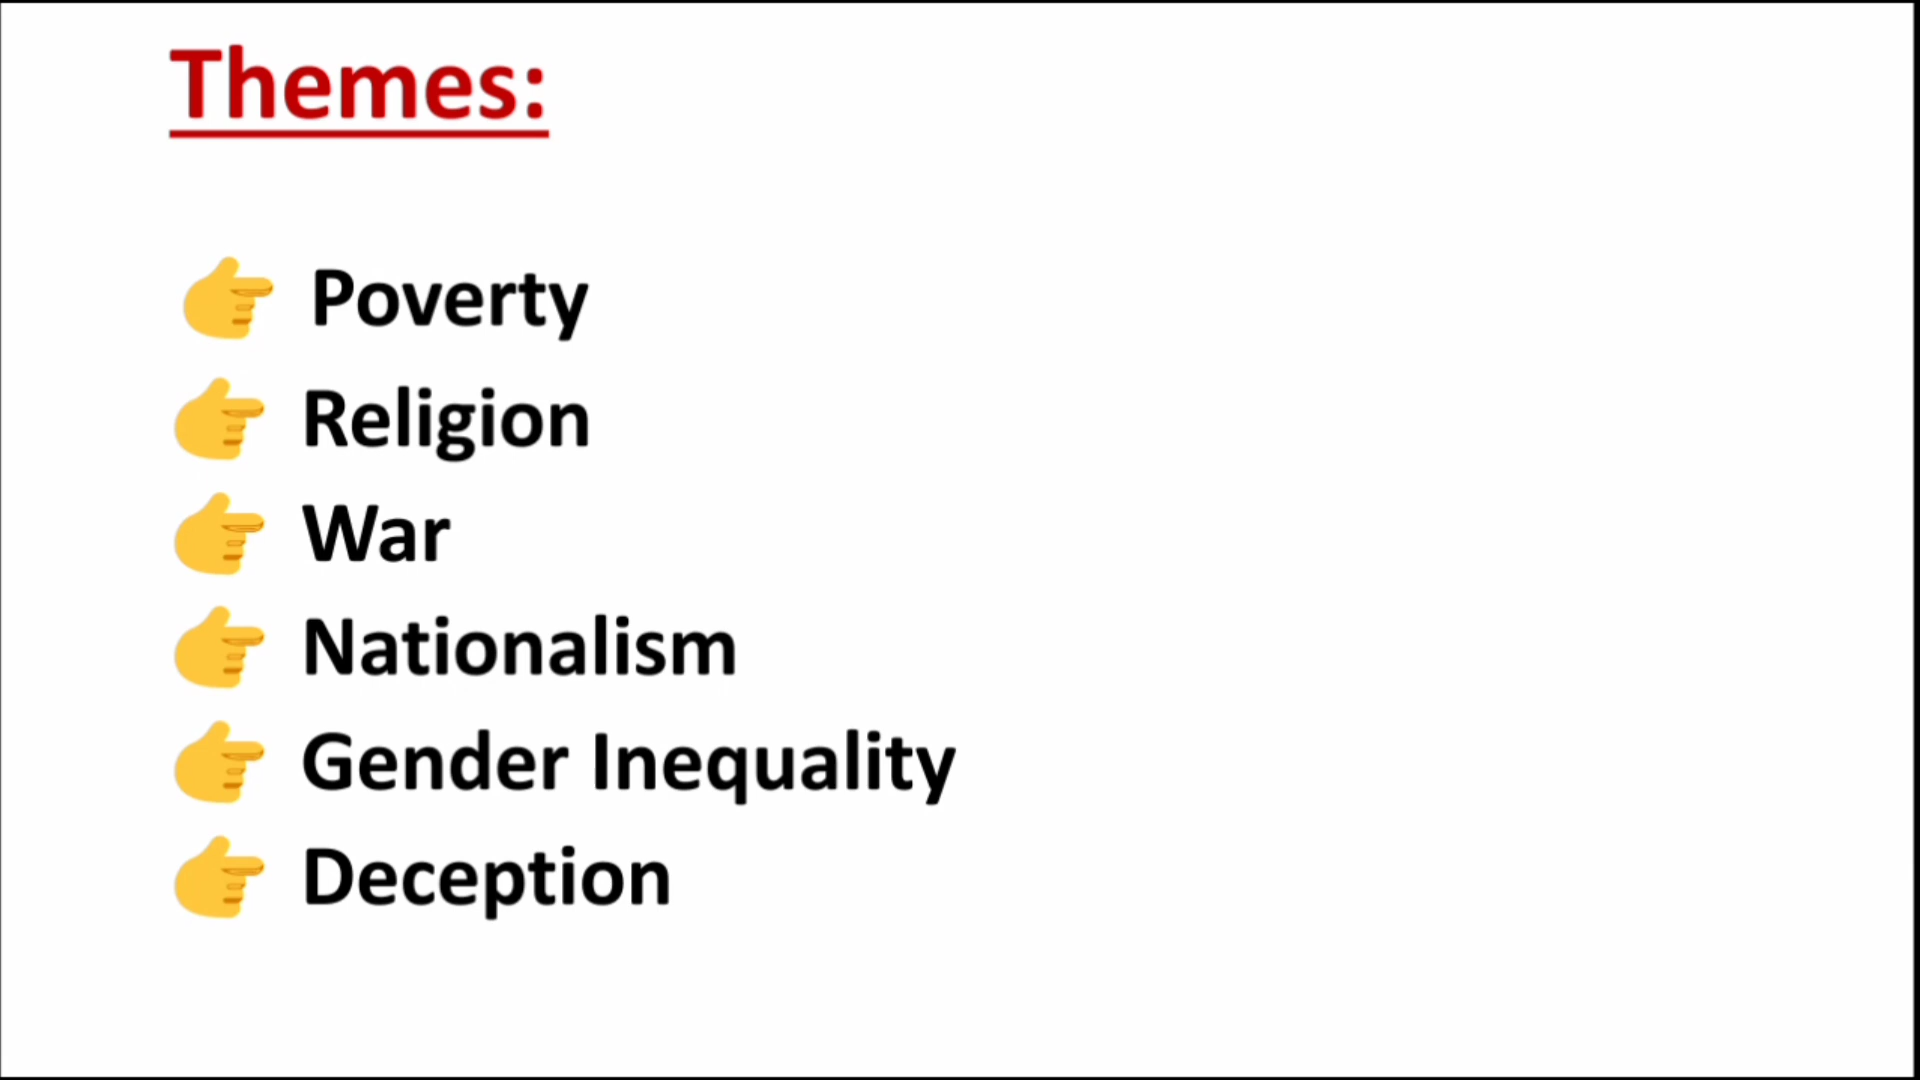 Themes:
👉 Poverty
👉 Religion
👉 War
👉 Nationalism
👉 Gender Inequality
👉 Deception